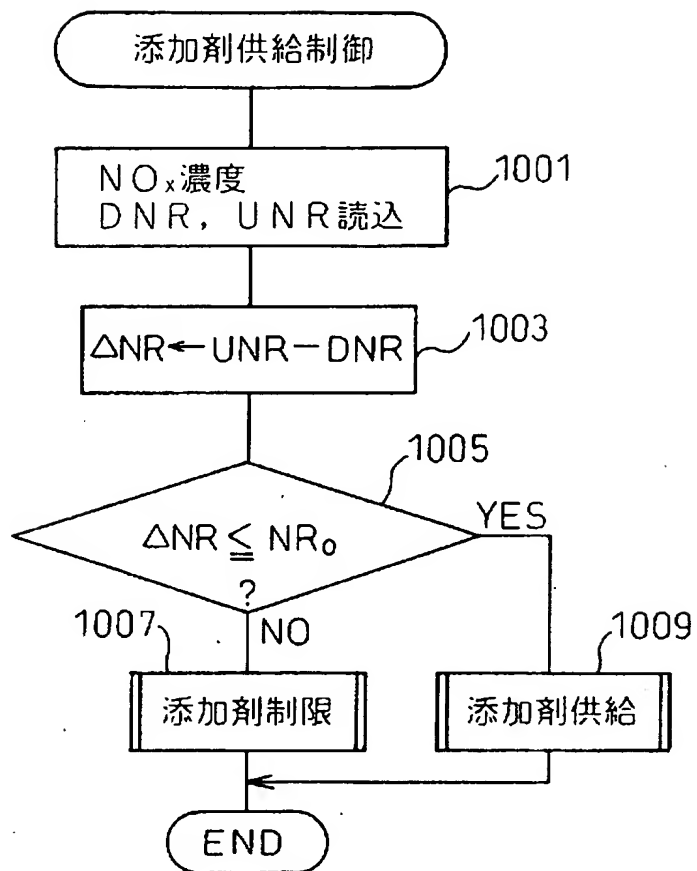 添加剤供給制御
NOx濃度
DNR, UNR読込
1001
△NR←UNR−DNR
1003
1005
△NR≦NR₀
?
YES
NO
1007
添加剤制限
1009
添加剤供給
END